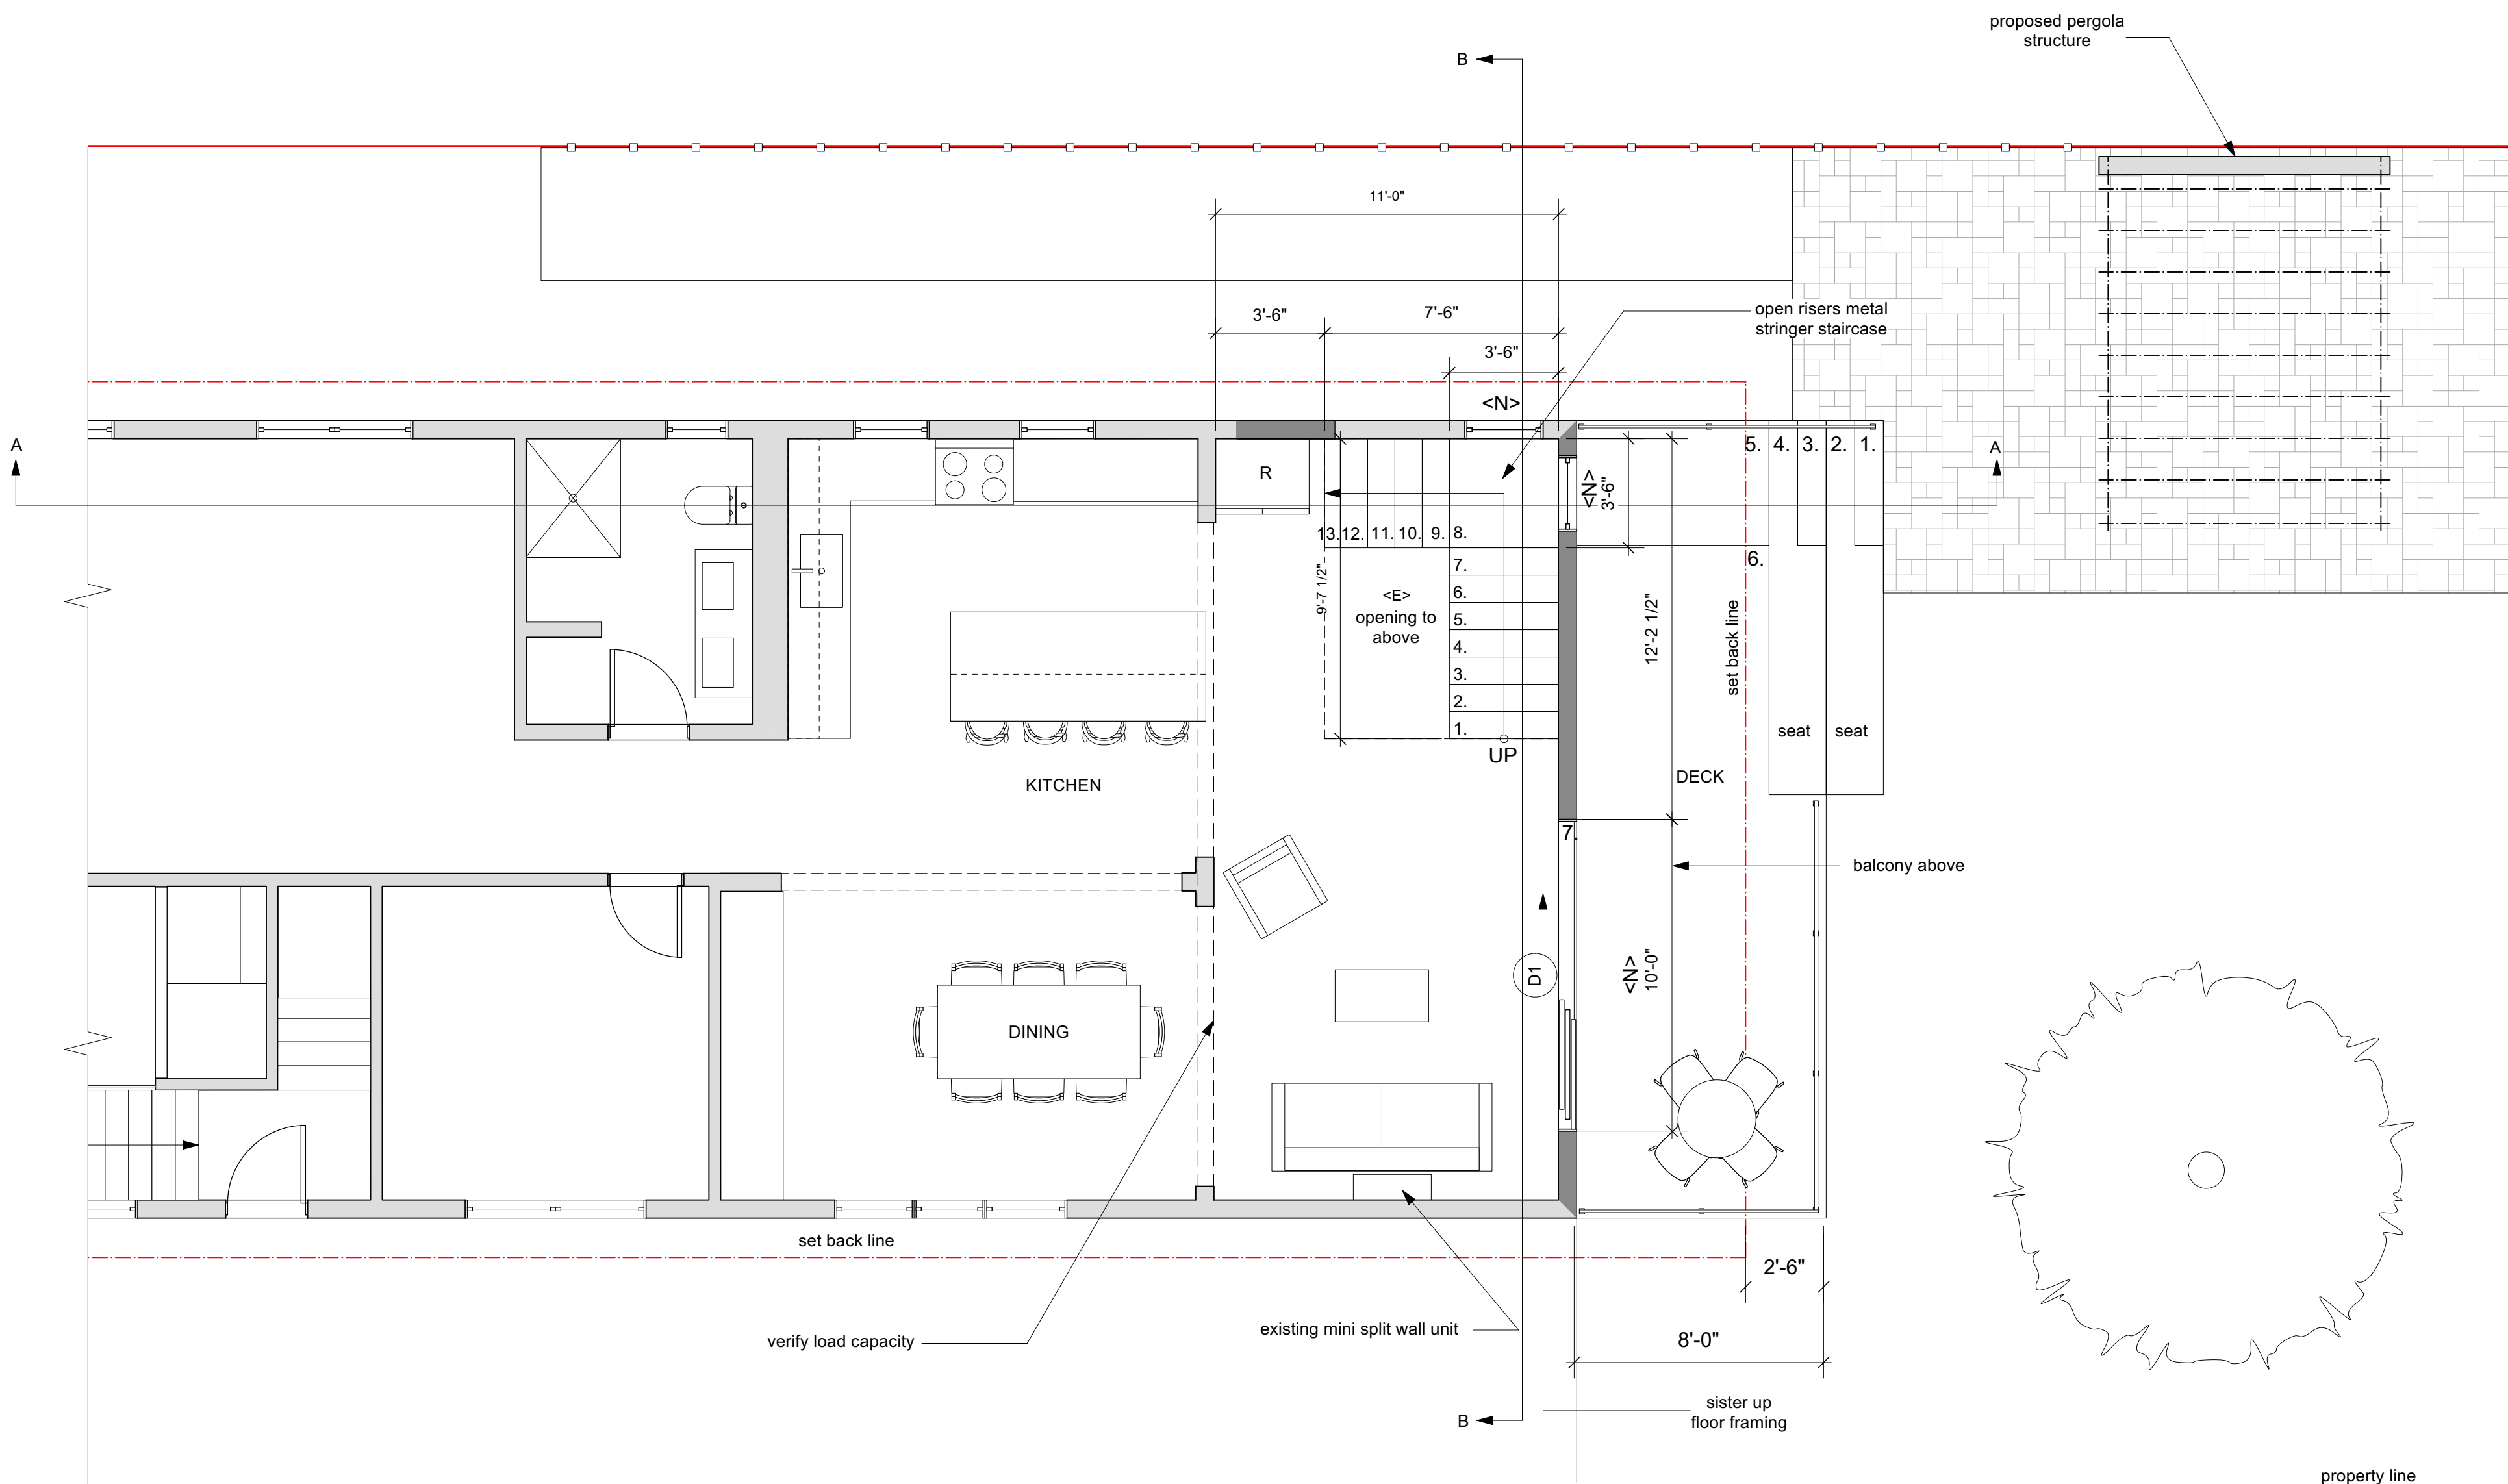 proposed pergola
structure
B
11'-0"
open risers metal
stringer staircase
3'-6"
7'-6"
3'-6"
<N>
A
R
<N>
3'-6"
5.
4.
3.
2.
1.
A
13.
12.
11.
10.
9.
8.
7.
6.
5.
4.
3.
2.
1.
UP
9'-7 1/2"
<E>
opening to
above
6.
12'-2 1/2"
set back line
seat
seat
DECK
KITCHEN
7.
balcony above
<N>
10'-0"
D1
DINING
set back line
2'-6"
verify load capacity
existing mini split wall unit
8'-0"
sister up
floor framing
B
property line